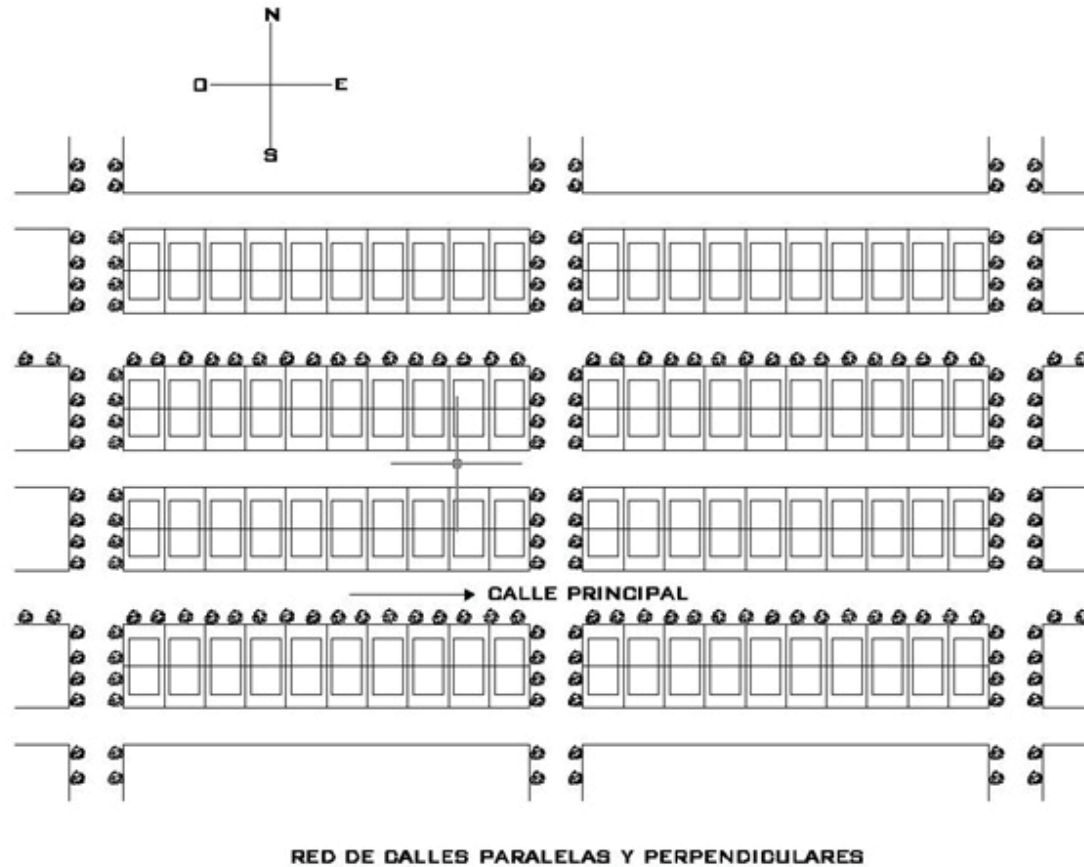 N
O E
S
CALLE PRINCIPAL
RED DE CALLES PARALELAS Y PERPENDICULARES